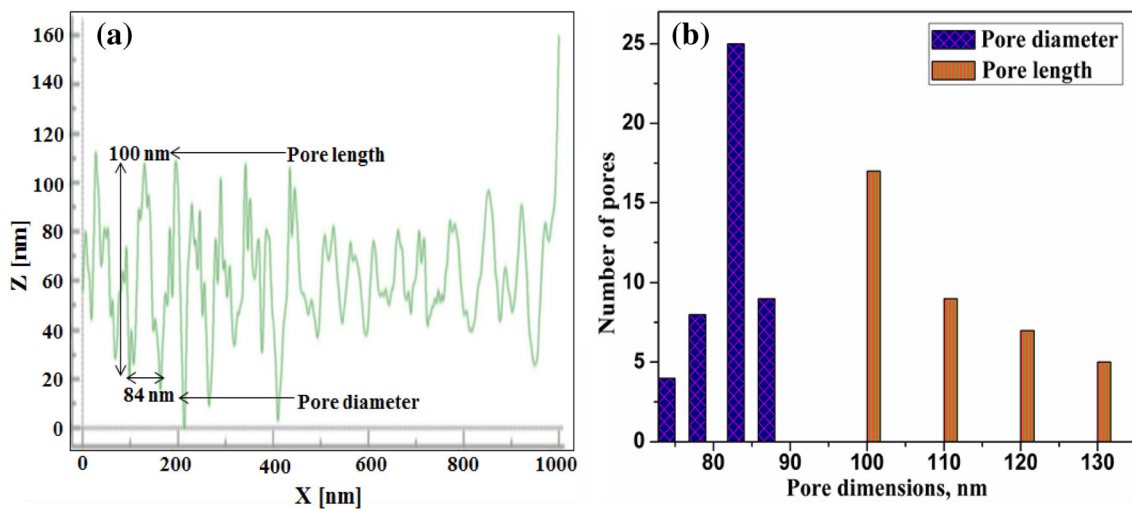 (a)
160
140
120
100
80
60
40
20
0
Z [nm]
100 nm
Pore length
84 nm
Pore diameter
0 200 400 600 800 1000
X [nm]
(b)
Pore diameter
Pore length
25
20
15
10
5
0
Number of pores
80 90 100 110 120 130
Pore dimensions, nm